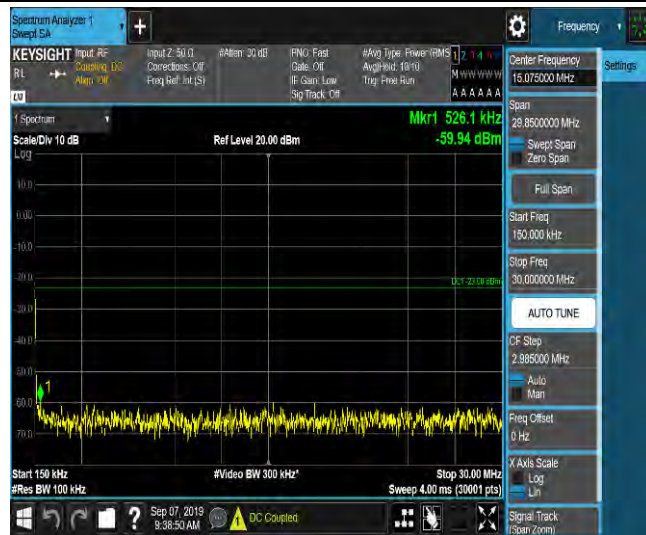 Spectrum Analyzer 1
Swept SA
+
Frequency
KEYSIGHT Input: RF
RL Coupling: DC
Align: Off
LXI
Input Z: 50 Ω
Corrections: Off
Freq Ref: Int (S)
#Atten: 30 dB
PNO: Fast
Gate: Off
IF Gain: Low
Sig Track: Off
#Avg Type: Power (RMS
Avg|Hold: 10/10
Trig: Free Run
M W W W W W
A A A A A A
1 Spectrum
Scale/Div 10 dB
Log
Ref Level 20.00 dBm
Mkr1 526.1 kHz
-59.94 dBm
10.0
0.00
-10.0
-20.0
DL1 -23.00 dBm
-30.0
-40.0
-50.0
1
-60.0
-70.0
Start 150 kHz
#Res BW 100 kHz
#Video BW 300 kHz*
Stop 30.00 MHz
Sweep 4.00 ms (30001 pts)
Sep 07, 2019
9:38:50 AM
DC Coupled
Center Frequency
15.075000 MHz
Settings
Span
29.8500000 MHz
Swept Span
Zero Span
Full Span
Start Freq
150.000 kHz
Stop Freq
30.000000 MHz
AUTO TUNE
CF Step
2.985000 MHz
Auto
Man
Freq Offset
0 Hz
X Axis Scale
Log
Lin
Signal Track
(Span Zoom)